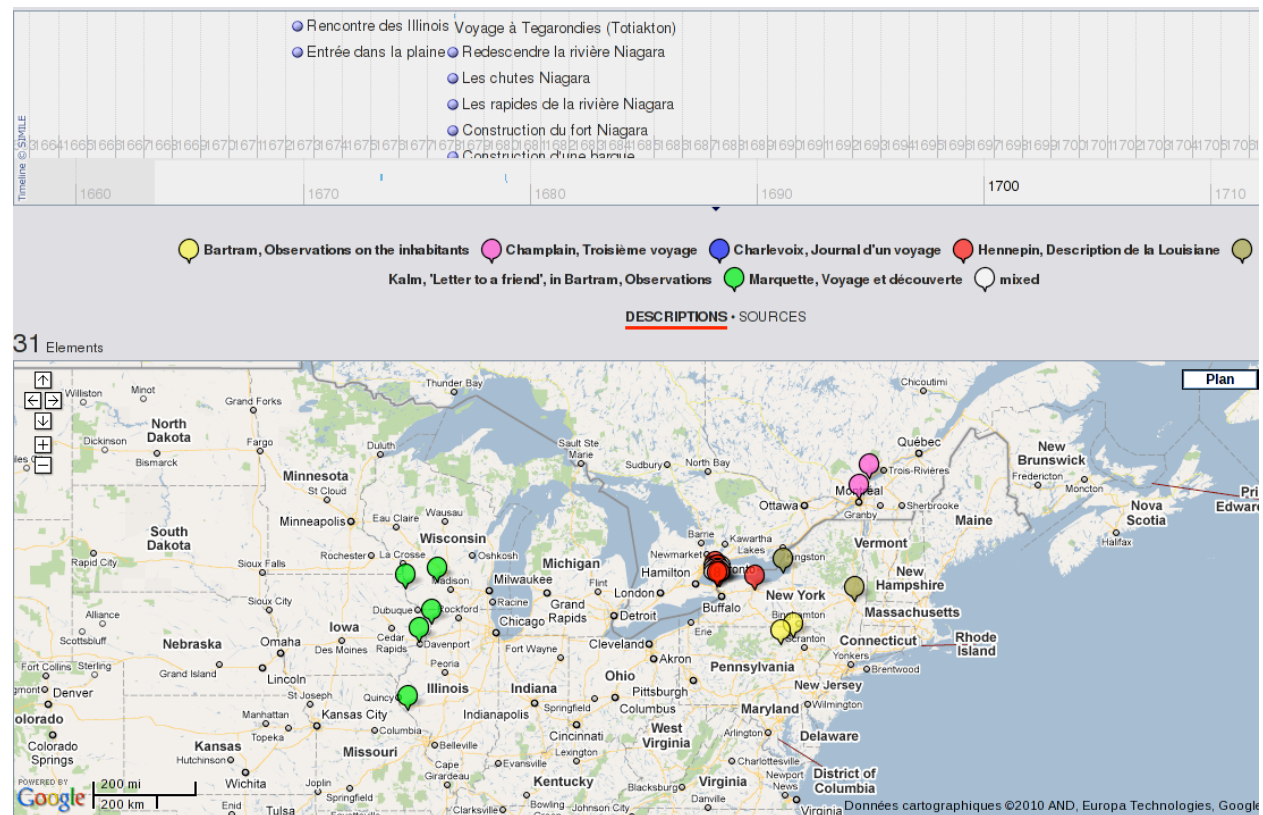 Rencontre des Illinois Voyage à Tegarondies (Totiakton)
Entrée dans la plaine Redescendre la rivière Niagara
Les chutes Niagara
Les rapides de la rivière Niagara
Construction du fort Niagara
Construction d'une barque
Timeline © SIMILE
1660 1670 1680 1690 1700 1710
Bartram, Observations on the inhabitants Champlain, Troisième voyage Charlevoix, Journal d'un voyage Hennepin, Description de la Louisiane
Kalm, 'Letter to a friend', in Bartram, Observations Marquette, Voyage et découverte mixed
DESCRIPTIONS • SOURCES
31 Elements
Plan
Williston
Minot
Grand Forks
Thunder Bay
Chicoutimi
North
Dakota
Dickinson
Bismarck
Fargo
Duluth
Sault Ste
Marie
Sudbury
North Bay
Québec
Trois-Rivières
New
Brunswick
Fredericton
Moncton
Minnesota
St Cloud
Minneapolis
Eau Claire
Wausau
Ottawa
Granby
Sherbrooke
Maine
Nova
Scotia
Halifax
South
Dakota
Rapid City
Sioux Falls
Rochester
La Crosse
Wisconsin
Oshkosh
Michigan
Barrie
Newmarket
Kawartha
Lakes
Vermont
Hamilton
New
Hampshire
Milwaukee
Flint
London
Buffalo
New York
Massachusetts
Sioux City
Dubuque
Racine
Grand
Rapids
Detroit
Alliance
Scottsbluff
Nebraska
Omaha
Iowa
Des Moines
Cedar
Rapids
Davenport
Chicago
Fort Wayne
Cleveland
Erie
Connecticut
Rhode
Island
Yonkers
Brentwood
Fort Collins
Sterling
Grand Island
Lincoln
Peoria
Akron
Pennsylvania
Denver
St Joseph
Quincy
Illinois
Indiana
Ohio
Pittsburgh
New Jersey
Wilmington
Manhattan
Topeka
Kansas City
Columbia
Indianapolis
Springfield
Columbus
Maryland
Colorado
Springs
Kansas
Hutchinson
Missouri
Belleville
Cincinnati
West
Virginia
Arlington
Delaware
Wichita
Joplin
Springfield
Cape
Girardeau
Evansville
Lexington
Kentucky
Charlottesville
Virginia
Newport
News
District of
Columbia
Enid
Tulsa
Clarksville
Bowling
Johnson City
Blacksburg
Danville
Virginia
POWERED BY
Google
200 mi
200 km
Données cartographiques ©2010 AND, Europa Technologies, Google